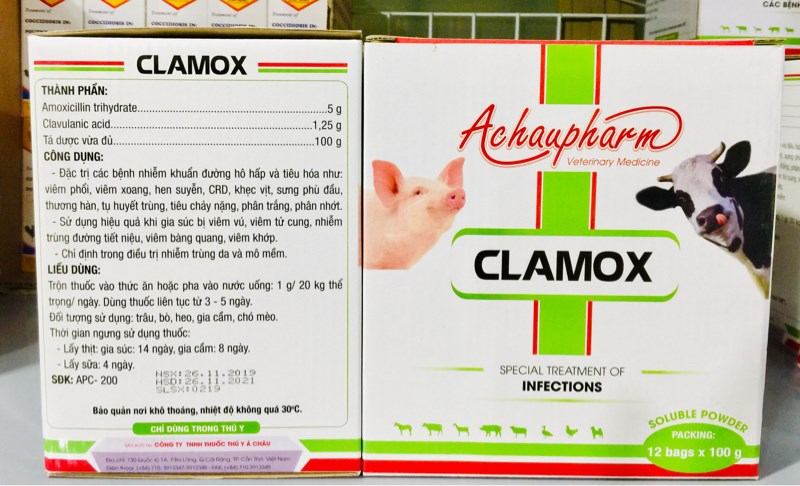 CLAMOX
THÀNH PHẦN:
Amoxicillin trihydrate..................................................5 g
Clavulanic acid.....................................................1,25 g
Tá dược vừa đủ....................................................100 g
CÔNG DỤNG:
- Đặc trị các bệnh nhiễm khuẩn đường hô hấp và tiêu hóa như:
viêm phổi, viêm xoang, hen suyễn, CRD, khẹc vịt, sưng phù đầu,
thương hàn, tụ huyết trùng, tiêu chảy nặng, phân trắng, phân nhớt.
- Sử dụng hiệu quả khi gia súc bị viêm vú, viêm tử cung, nhiễm
trùng đường tiết niệu, viêm bàng quang, viêm khớp.
- Chỉ định trong điều trị nhiễm trùng da và mô mềm.
LIỀU DÙNG:
Trộn thuốc vào thức ăn hoặc pha vào nước uống: 1 g/ 20 kg thể
trọng/ ngày. Dùng thuốc liên tục từ 3 - 5 ngày.
Đối tượng sử dụng: trâu, bò, heo, gia cầm, chó mèo.
Thời gian ngưng sử dụng thuốc:
- Lấy thịt: gia súc: 14 ngày, gia cầm: 8 ngày.
- Lấy sữa: 4 ngày.
SĐK: APC- 200
NSX:26.11.2019
HSD:26.11.2021
SLSX:0219
Bảo quản nơi khô thoáng, nhiệt độ không quá 30ºC.
CHỈ DÙNG TRONG THÚ Y
CÔNG TY TNHH THUỐC THÚ Y Á CHÂU
Achaupharm
Veterinary Medicine
CLAMOX
SPECIAL TREATMENT OF
INFECTIONS
SOLUBLE POWDER
PACKING:
12 bags x 100 g
CÁC BỆNH